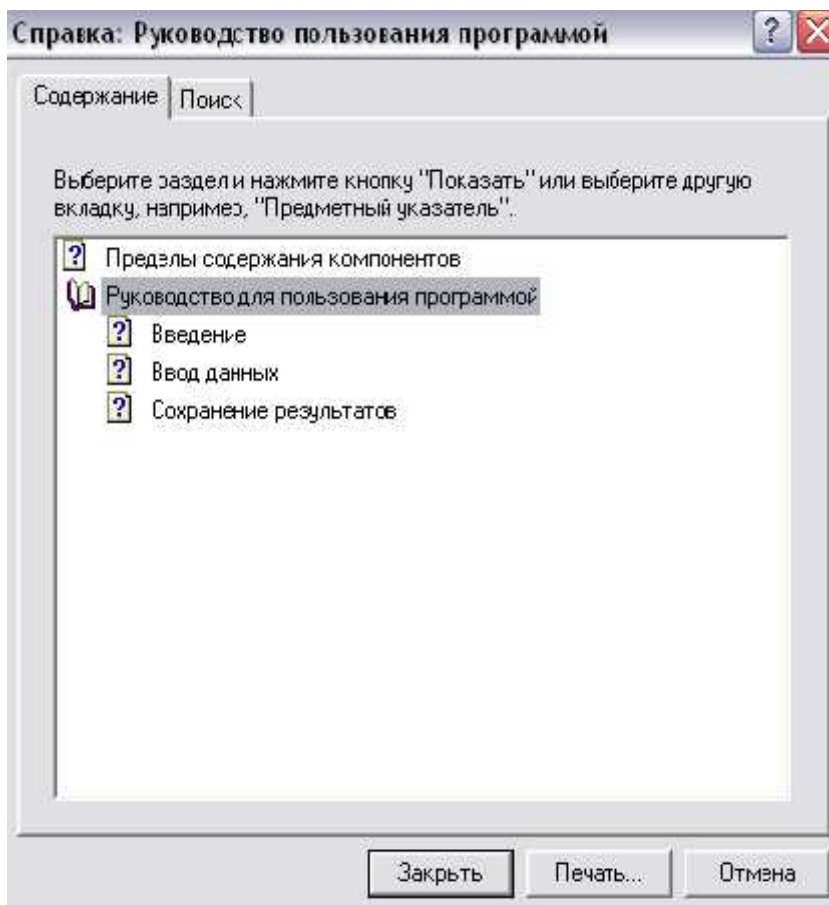 Справка: Руководство пользования программой
Содержание
Поиск
Выберите раздел и нажмите кнопку "Показать" или выберите другую
вкладку, например, "Предметный указатель".
Пределы содержания компонентов
Руководство для пользования программой
Введение
Ввод данных
Сохранение результатов
Закрыть
Печать...
Отмена